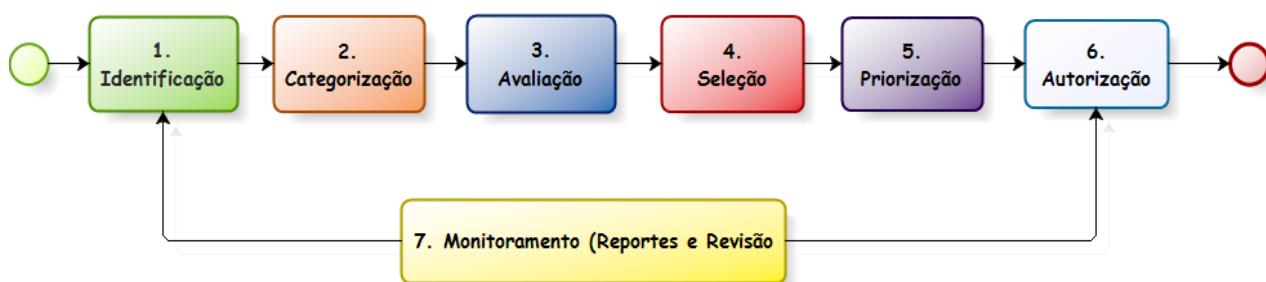 1.
Identificação
2.
Categorização
3.
Avaliação
4.
Seleção
5.
Priorização
6.
Autorização
7. Monitoramento (Reportes e Revisão